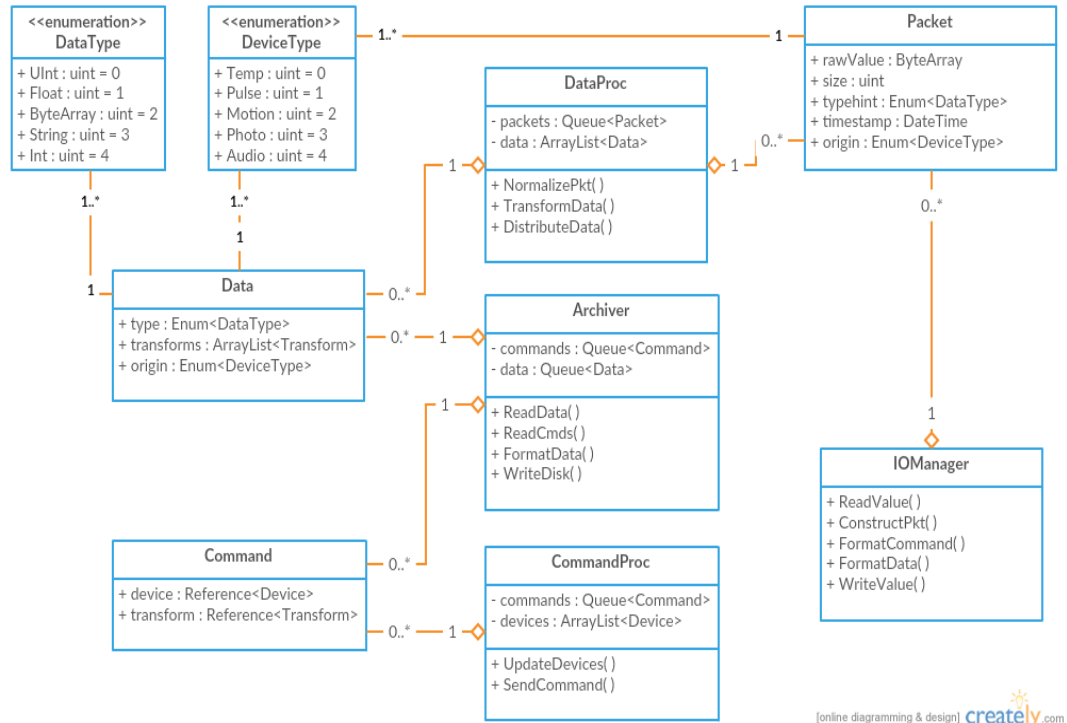 <<enumeration>>
DataType
+ UInt : uint = 0
+ Float : uint = 1
+ ByteArray : uint = 2
+ String : uint = 3
+ Int : uint = 4
<<enumeration>>
DeviceType
+ Temp : uint = 0
+ Pulse : uint = 1
+ Motion : uint = 2
+ Photo : uint = 3
+ Audio : uint = 4
1..*
1
Packet
+ rawValue : ByteArray
+ size : uint
+ typehint : Enum<DataType>
+ timestamp : DateTime
+ origin : Enum<DeviceType>
DataProc
- packets : Queue<Packet>
- data : ArrayList<Data>
+ NormalizePkt( )
+ TransformData( )
+ DistributeData( )
1
1
0..*
1..*
1..*
0..*
1
1
Data
+ type : Enum<DataType>
+ transforms : ArrayList<Transform>
+ origin : Enum<DeviceType>
0..*
0..*
1
Archiver
- commands : Queue<Command>
- data : Queue<Data>
+ ReadData( )
+ ReadCmds( )
+ FormatData( )
+ WriteDisk( )
1
1
IOManager
+ ReadValue( )
+ ConstructPkt( )
+ FormatCommand( )
+ FormatData( )
+ WriteValue( )
Command
+ device : Reference<Device>
+ transform : Reference<Transform>
0..*
0..*
1
CommandProc
- commands : Queue<Command>
- devices : ArrayList<Device>
+ UpdateDevices( )
+ SendCommand( )
[online diagramming & design] creately.com